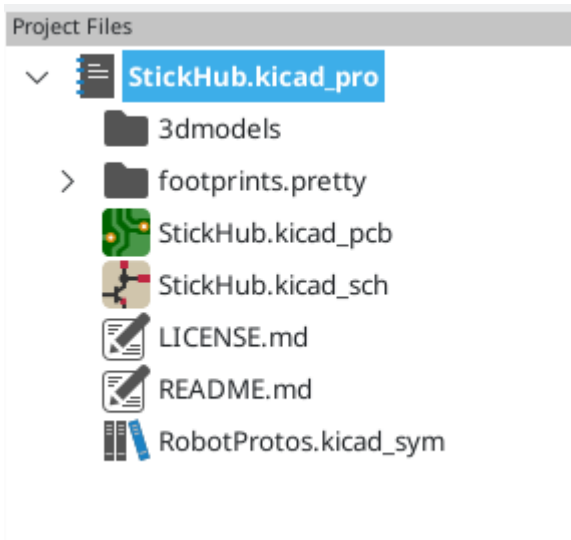 Project Files
StickHub.kicad_pro
3dmodels
footprints.pretty
StickHub.kicad_pcb
StickHub.kicad_sch
LICENSE.md
README.md
RobotProtos.kicad_sym